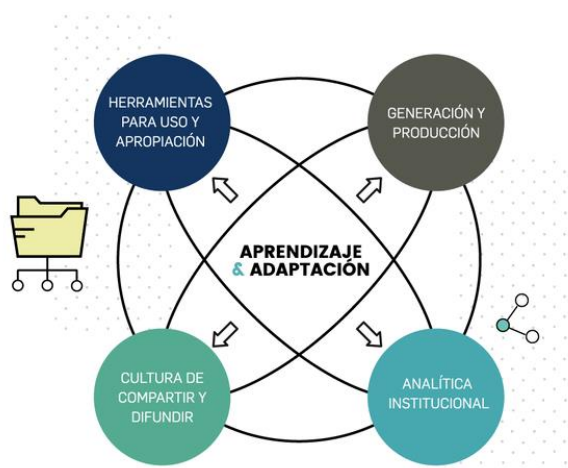 HERRAMIENTAS
PARA USO Y
APROPIACIÓN
GENERACIÓN Y
PRODUCCIÓN
APRENDIZAJE
& ADAPTACIÓN
CULTURA DE
COMPARTIR Y
DIFUNDIR
ANALÍTICA
INSTITUCIONAL